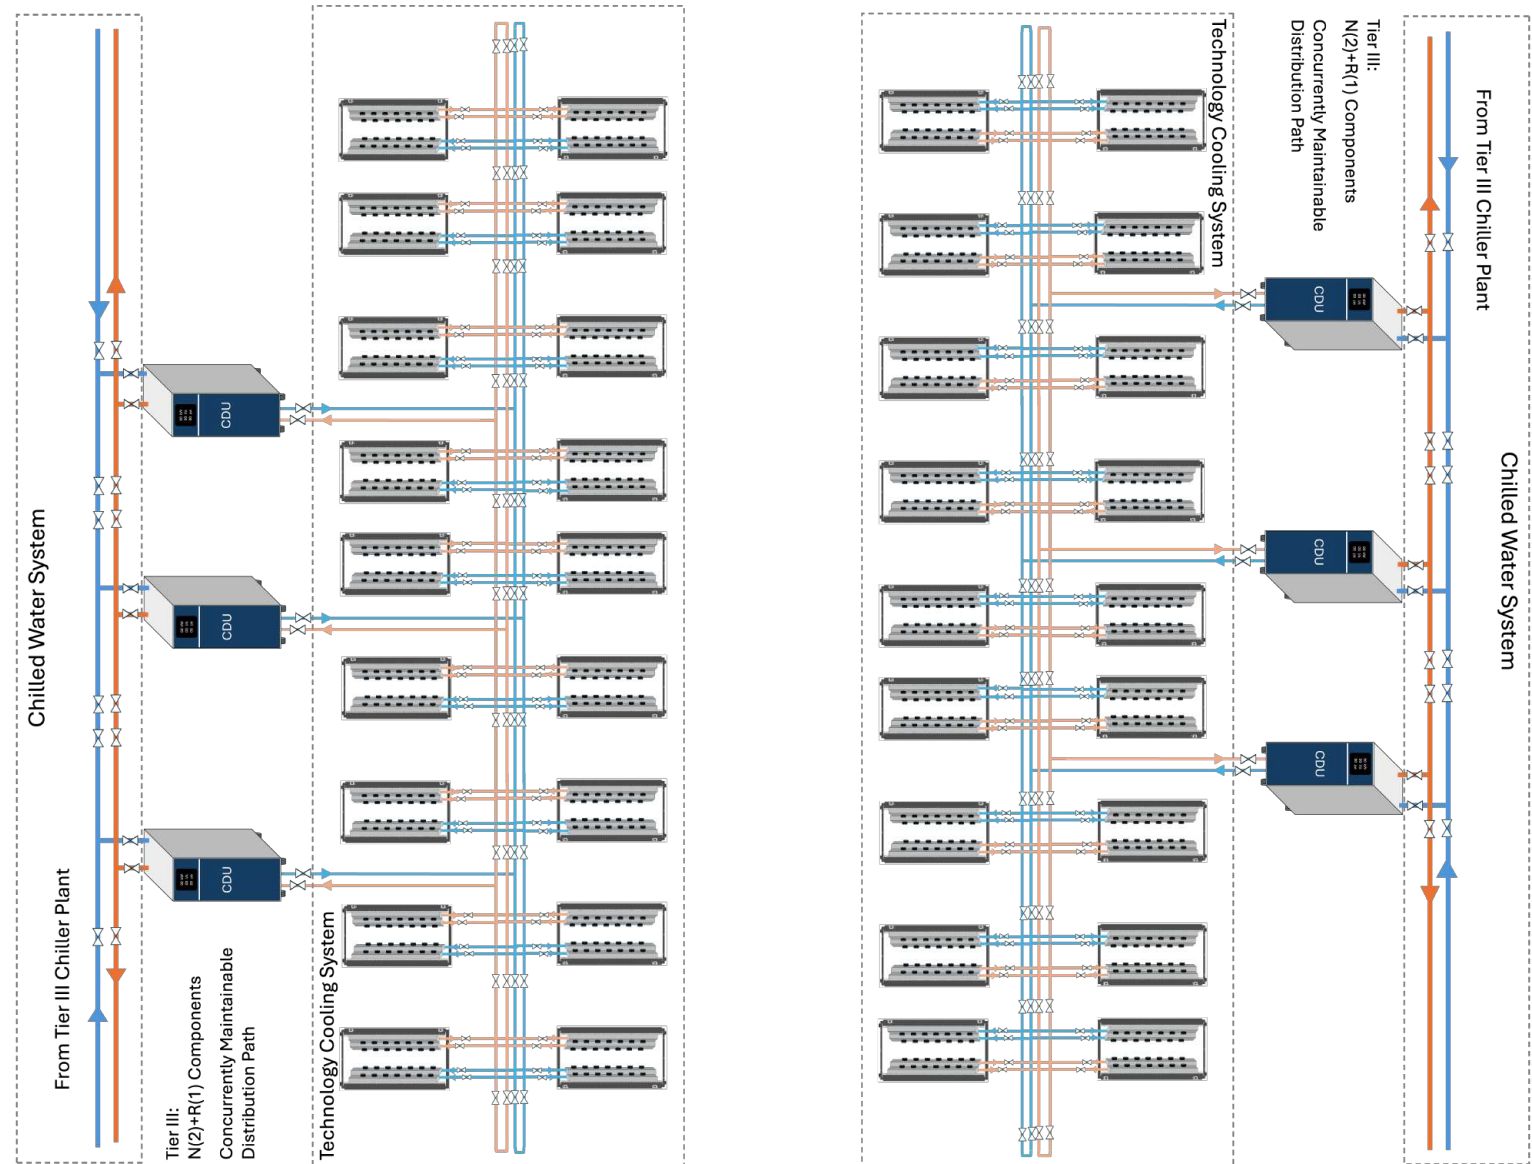 Chilled Water System
From Tier III Chiller Plant
Tier III:
N(2)+R(1) Components
Concurrently Maintainable
Distribution Path
CDU
CDU
CDU
Technology Cooling System
Technology Cooling System
Tier III:
N(2)+R(1) Components
Concurrently Maintainable
Distribution Path
From Tier III Chiller Plant
CDU
CDU
CDU
Chilled Water System